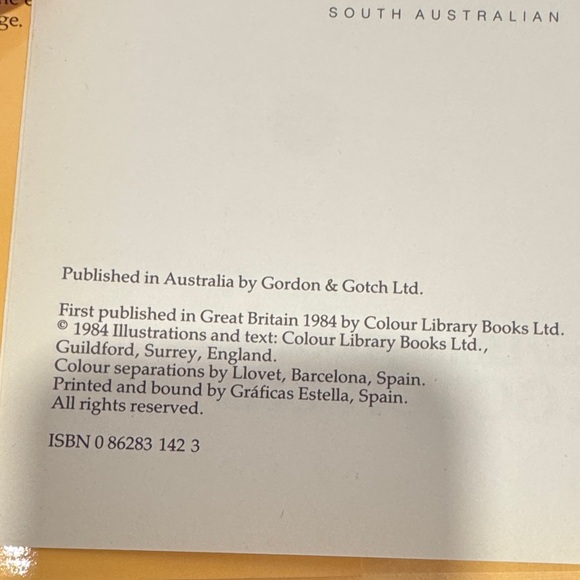 ge.
SOUTH AUSTRALIAN
Published in Australia by Gordon & Gotch Ltd.
First published in Great Britain 1984 by Colour Library Books Ltd.
© 1984 Illustrations and text: Colour Library Books Ltd.,
Guildford, Surrey, England.
Colour separations by Llovet, Barcelona, Spain.
Printed and bound by Gráficas Estella, Spain.
All rights reserved.
ISBN 0 86283 142 3